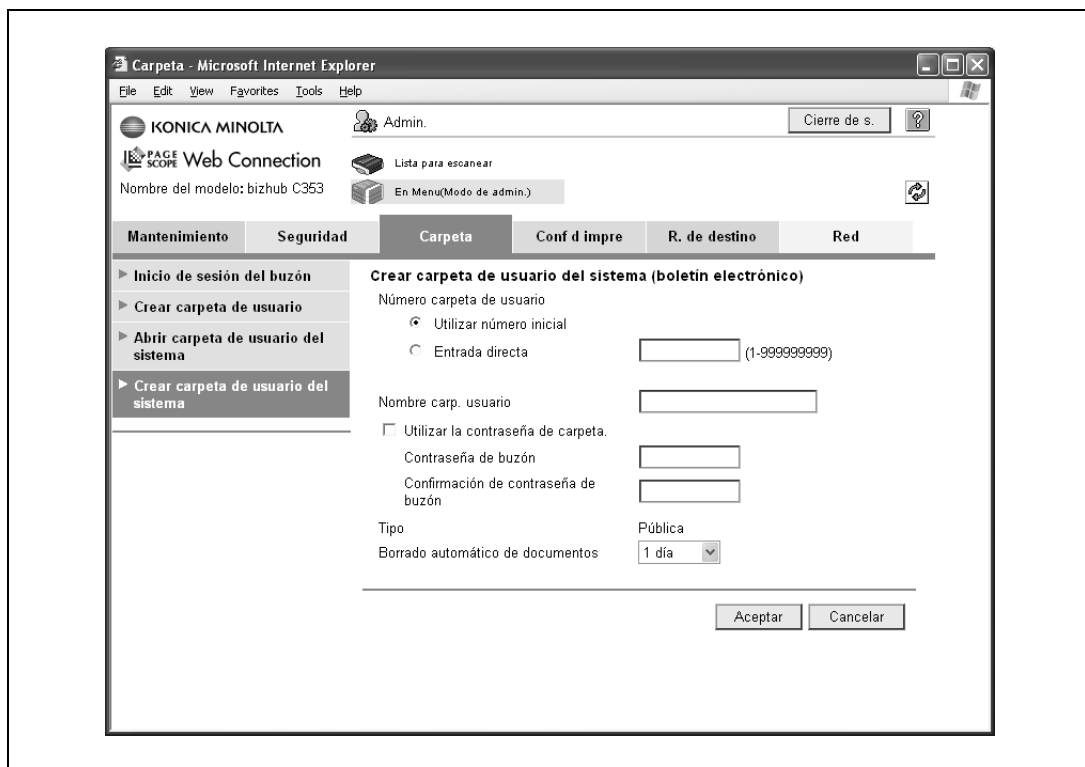 Carpeta - Microsoft Internet Explorer
File Edit View Favorites Tools Help
KONICA MINOLTA
Admin.
Cierre de s.
?
PAGE SCOPE Web Connection
Lista para escanear
Nombre del modelo: bizhub C353
En Menu(Modo de admin.)
Mantenimiento Seguridad Carpeta Conf d impre R. de destino Red
Inicio de sesión del buzón
Crear carpeta de usuario
Abrir carpeta de usuario del
sistema
Crear carpeta de usuario del
sistema
Crear carpeta de usuario del sistema (boletín electrónico)
Número carpeta de usuario
Utilizar número inicial
Entrada directa (1-999999999)
Nombre carp. usuario
Utilizar la contraseña de carpeta.
Contraseña de buzón
Confirmación de contraseña de
buzón
Tipo Pública
Borrado automático de documentos 1 día
Aceptar Cancelar